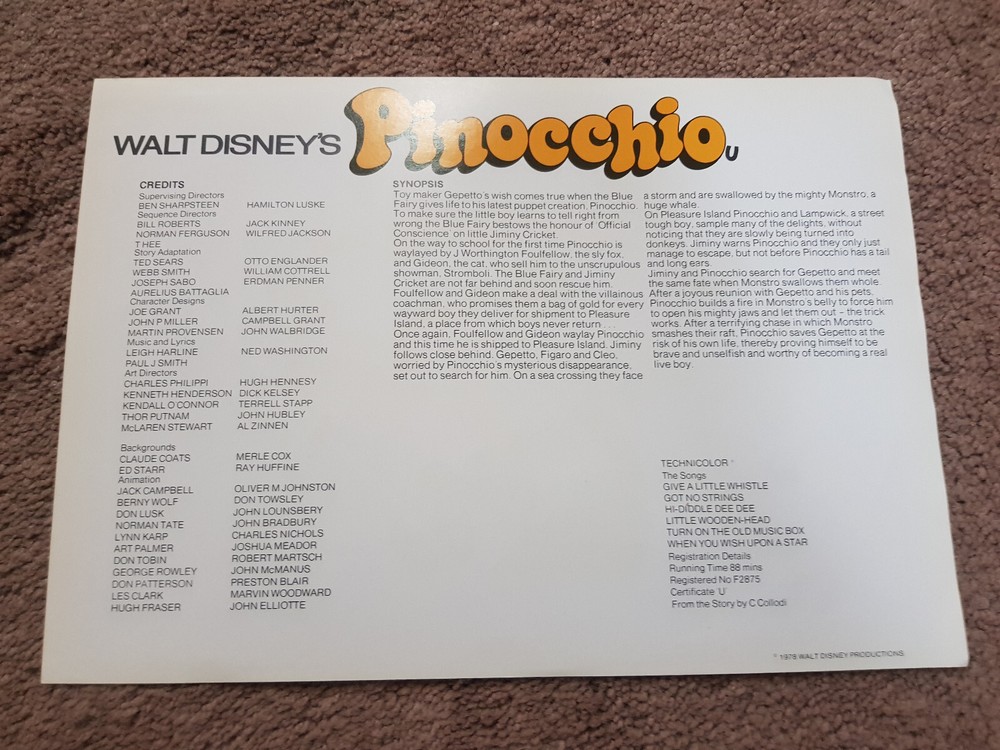 WALT DISNEY'S Pinocchio U
CREDITS
Supervising Directors
BEN SHARPSTEEN HAMILTON LUSKE
Sequence Directors
BILL ROBERTS JACK KINNEY
NORMAN FERGUSON WILFRED JACKSON
T HEE
Story Adaptation
TED SEARS OTTO ENGLANDER
WEBB SMITH WILLIAM COTTRELL
JOSEPH SABO ERDMAN PENNER
AURELIUS BATTAGLIA
Character Designs
JOE GRANT ALBERT HURTER
JOHN P MILLER CAMPBELL GRANT
MARTIN PROVENSEN JOHN WALBRIDGE
Music and Lyrics
LEIGH HARLINE NED WASHINGTON
PAUL J SMITH
Art Directors
CHARLES PHILIPPI HUGH HENNESY
KENNETH HENDERSON DICK KELSEY
KENDALL O'CONNOR TERRELL STAPP
THOR PUTNAM JOHN HUBLEY
McLAREN STEWART AL ZINNEN
Backgrounds
CLAUDE COATS MERLE COX
ED STARR RAY HUFFINE
Animation
JACK CAMPBELL OLIVER M JOHNSTON
BERNY WOLF DON TOWSLEY
DON LUSK JOHN LOUNSBERY
NORMAN TATE JOHN BRADBURY
LYNN KARP CHARLES NICHOLS
ART PALMER JOSHUA MEADOR
DON TOBIN ROBERT MARTSCH
GEORGE ROWLEY JOHN McMANUS
DON PATTERSON PRESTON BLAIR
LES CLARK MARVIN WOODWARD
HUGH FRASER JOHN ELLIOTTE
SYNOPSIS
Toy maker Gepetto's wish comes true when the Blue
Fairy gives life to his latest puppet creation, Pinocchio.
To make sure the little boy learns to tell right from
wrong the Blue Fairy bestows the honour of 'Official
Conscience' on little Jiminy Cricket.
On the way to school for the first time Pinocchio is
waylayed by J Worthington Foulfellow, the sly fox,
and Gideon, the cat, who sell him to the unscrupulous
showman, Stromboli. The Blue Fairy and Jiminy
Cricket are not far behind and soon rescue him.
Foulfellow and Gideon make a deal with the villainous
coachman, who promises them a bag of gold for every
wayward boy they deliver for shipment to Pleasure
Island, a place from which boys never return...
Once again, Foulfellow and Gideon waylay Pinocchio
and this time he is shipped to Pleasure Island. Jiminy
follows close behind. Gepetto, Figaro and Cleo,
worried by Pinocchio's mysterious disappearance,
set out to search for him. On a sea crossing they face
a storm and are swallowed by the mighty Monstro, a
huge whale.
On Pleasure Island Pinocchio and Lampwick, a street
tough boy, sample many of the delights, without
noticing that they are slowly being turned into
donkeys. Jiminy warns Pinocchio and they only just
manage to escape, but not before Pinocchio has a tail
and long ears.
Jiminy and Pinocchio search for Gepetto and meet
the same fate when Monstro swallows them whole.
After a joyous reunion with Gepetto and his pets,
Pinocchio builds a fire in Monstro's belly to force him
to open his mighty jaws and let them out – the trick
works. After a terrifying chase in which Monstro
smashes their raft, Pinocchio saves Gepetto at the
risk of his own life, thereby proving himself to be
brave and unselfish and worthy of becoming a real
live boy.
TECHNICOLOR
The Songs
GIVE A LITTLE WHISTLE
GOT NO STRINGS
HI-DIDDLE DEE DEE
LITTLE WOODEN-HEAD
TURN ON THE OLD MUSIC BOX
WHEN YOU WISH UPON A STAR
Registration Details
Running Time 88 mins
Registered No F2875
Certificate 'U'
From the Story by C Collodi
1978 WALT DISNEY PRODUCTIONS